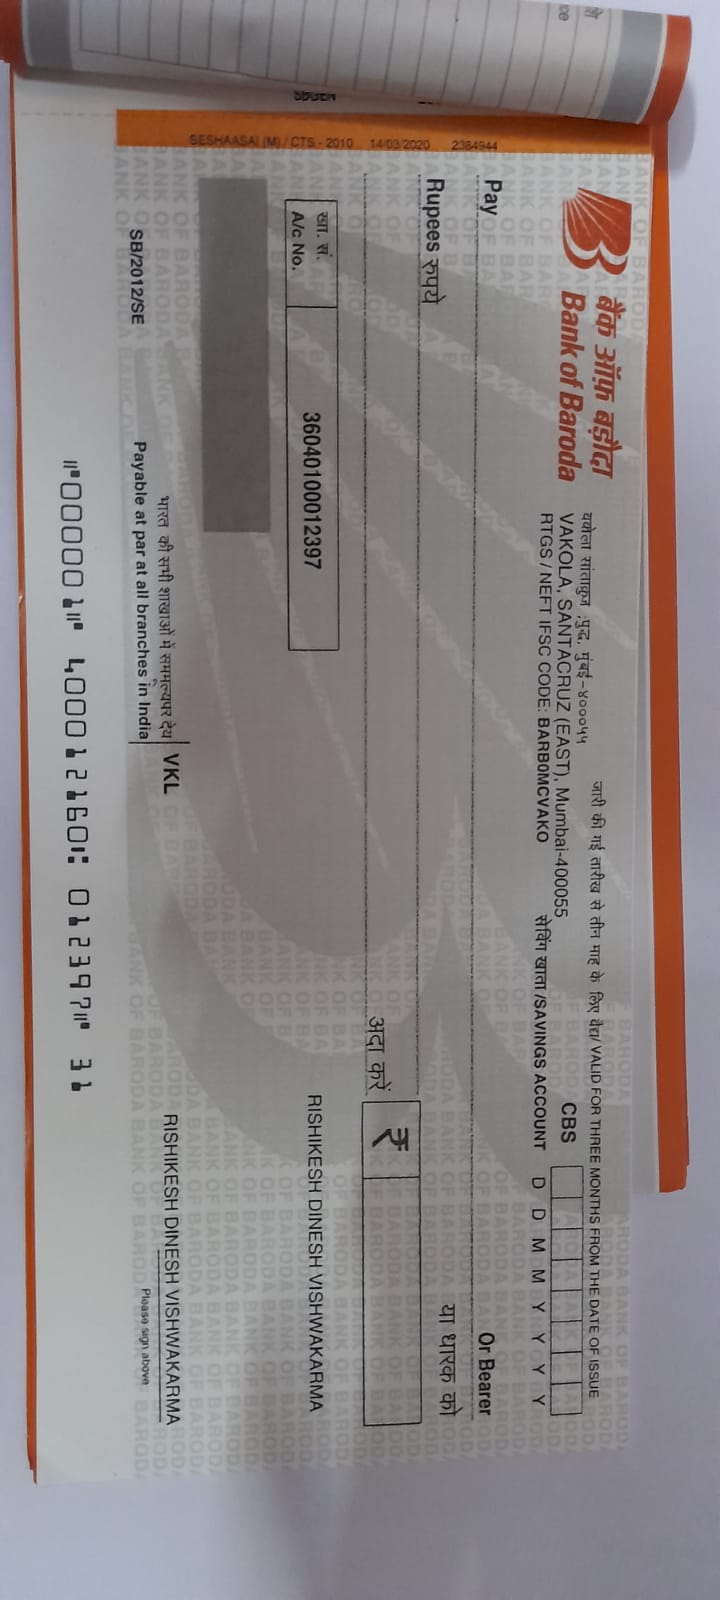 SESHAASAI (M) / CTS - 2010 14/03/2020 2384944
बैंक ऑफ़ बड़ौदा
Bank of Baroda
जारी की गई तारीख से तीन माह के लिए वैद्य/ VALID FOR THREE MONTHS FROM THE DATE OF ISSUE
वकोला सांताक्रुज पुर्व, मुंबई-४०००५५
VAKOLA, SANTACRUZ (EAST), Mumbai-400055
CBS
RTGS / NEFT IFSC CODE: BARB0MCVAKO
सेविंग खाता /SAVINGS ACCOUNT
D D M M Y Y Y Y
Pay
Or Bearer
या धारक को
Rupees रुपये
अदा करें
₹
खा. सं.
A/c No.
36040100012397
RISHIKESH DINESH VISHWAKARMA
SB/2012/SE
भारत की सभी शाखाओं में सममूल्यपर देय
Payable at par at all branches in India
VKL
RISHIKESH DINESH VISHWAKARMA
Please sign above
⑈000001⑈ 400012160⑆ 012397⑈ 31